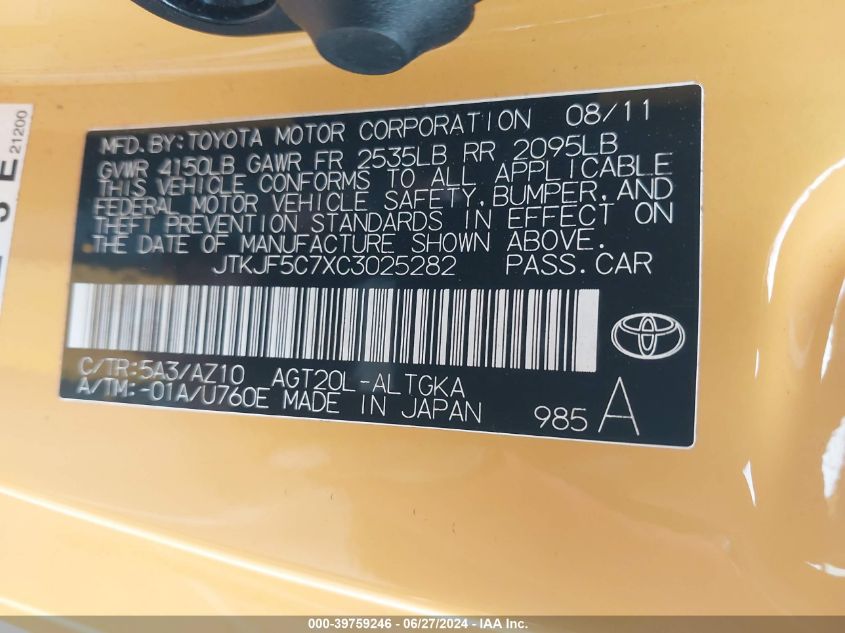 MFD. BY: TOYOTA MOTOR CORPORATION 08/11
GVWR 4150LB GAWR FR 2535LB RR 2095LB
THIS VEHICLE CONFORMS TO ALL APPLICABLE
FEDERAL MOTOR VEHICLE SAFETY, BUMPER, AND
THEFT PREVENTION STANDARDS IN EFFECT ON
THE DATE OF MANUFACTURE SHOWN ABOVE.
JTKJF5C7XC3025282 PASS.CAR
C/TR:5A3/AZ10 AGT20L-ALTGKA
A/TM:-01A/U760E MADE IN JAPAN
985 A
21200
000-39759246 - 06/27/2024 - IAA Inc.